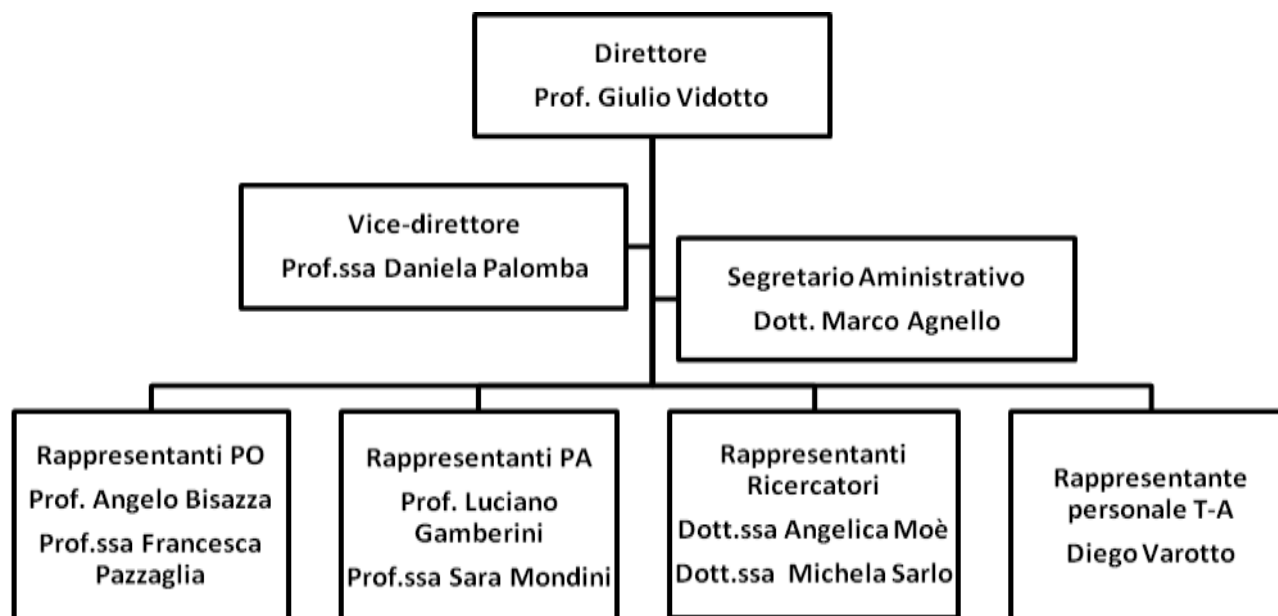 Direttore
Prof. Giulio Vidotto
Vice-direttore
Prof.ssa Daniela Palomba
Segretario Aministrativo
Dott. Marco Agnello
Rappresentanti PO
Prof. Angelo Bisazza
Prof.ssa Francesca
Pazzaglia
Rappresentanti PA
Prof. Luciano
Gamberini
Prof.ssa Sara Mondini
Rappresentanti
Ricercatori
Dott.ssa Angelica Moè
Dott.ssa Michela Sarlo
Rappresentante
personale T-A
Diego Varotto